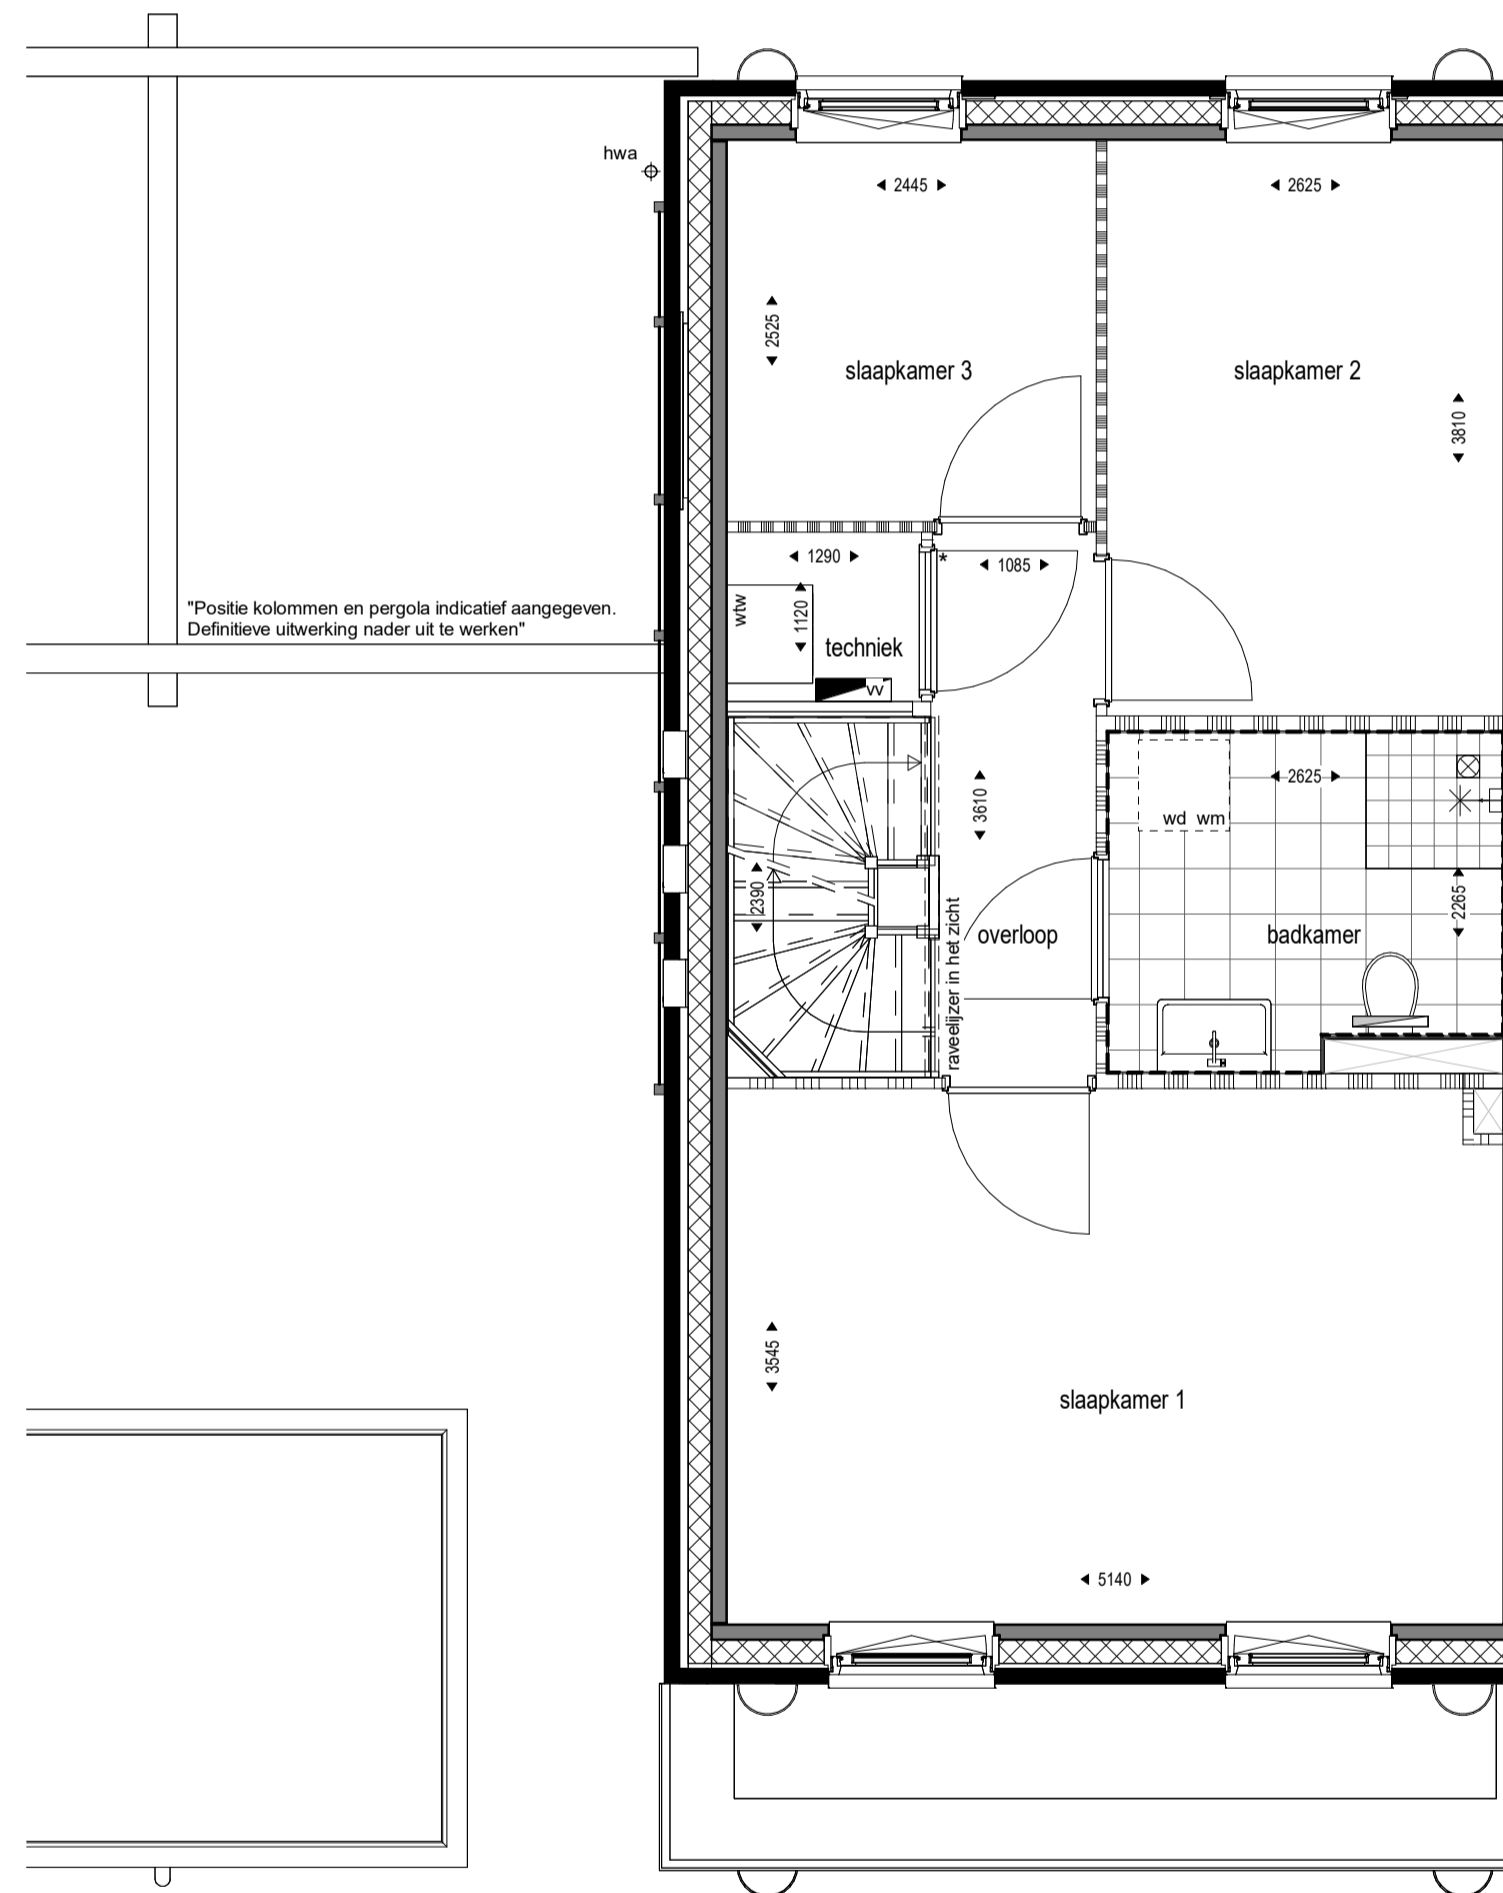 hwa
2445
2625
2525
slaapkamer 3
slaapkamer 2
3810
1290
*
1085
wtw
1120
"Positie kolommen en pergola indicatief aangegeven.
Definitieve uitwerking nader uit te werken"
techniek
vv
2625
3610
wd wm
2390
2265
raveelijzer in het zicht
overloop
badkamer
3545
slaapkamer 1
5140